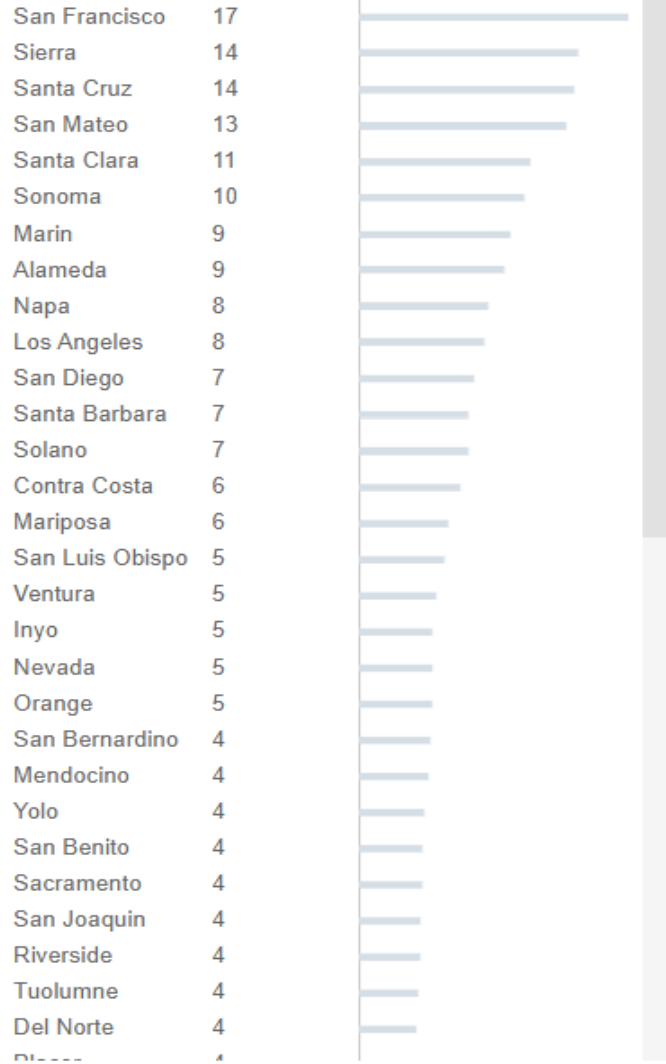 San Francisco 17
Sierra 14
Santa Cruz 14
San Mateo 13
Santa Clara 11
Sonoma 10
Marin 9
Alameda 9
Napa 8
Los Angeles 8
San Diego 7
Santa Barbara 7
Solano 7
Contra Costa 6
Mariposa 6
San Luis Obispo 5
Ventura 5
Inyo 5
Nevada 5
Orange 5
San Bernardino 4
Mendocino 4
Yolo 4
San Benito 4
Sacramento 4
San Joaquin 4
Riverside 4
Tuolumne 4
Del Norte 4